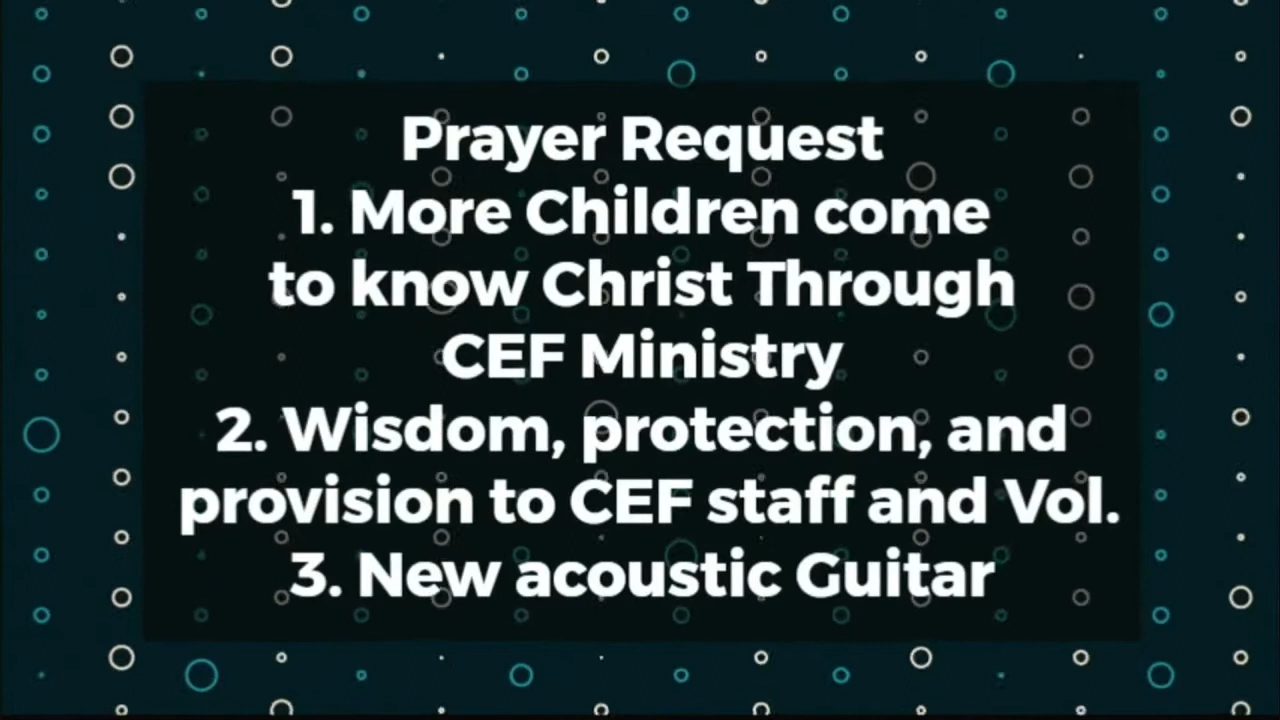 Prayer Request
1. More Children come
to know Christ Through
CEF Ministry
2. Wisdom, protection, and
provision to CEF staff and Vol.
3. New acoustic Guitar